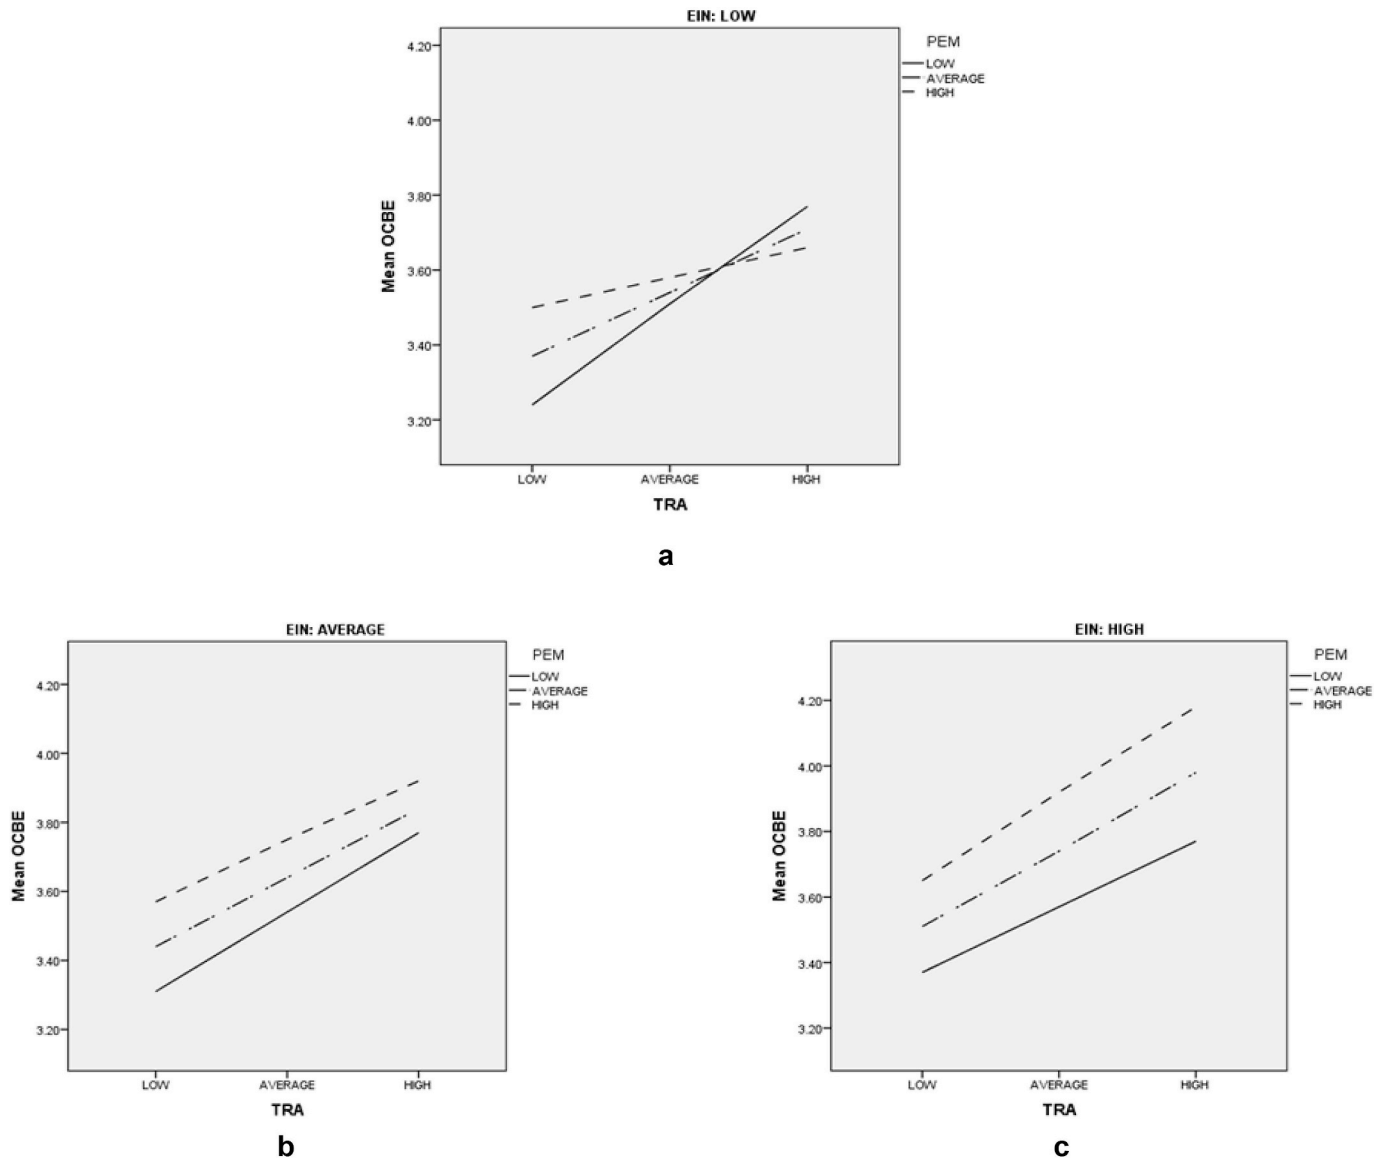 EIN: LOW
PEM
LOW
AVERAGE
HIGH
4.20
4.00
3.80
3.60
3.40
3.20
Mean OCBE
LOW AVERAGE HIGH
TRA
a
EIN: AVERAGE
PEM
LOW
AVERAGE
HIGH
4.20
4.00
3.80
3.60
3.40
3.20
Mean OCBE
LOW AVERAGE HIGH
TRA
b
EIN: HIGH
PEM
LOW
AVERAGE
HIGH
4.20
4.00
3.80
3.60
3.40
3.20
Mean OCBE
LOW AVERAGE HIGH
TRA
c